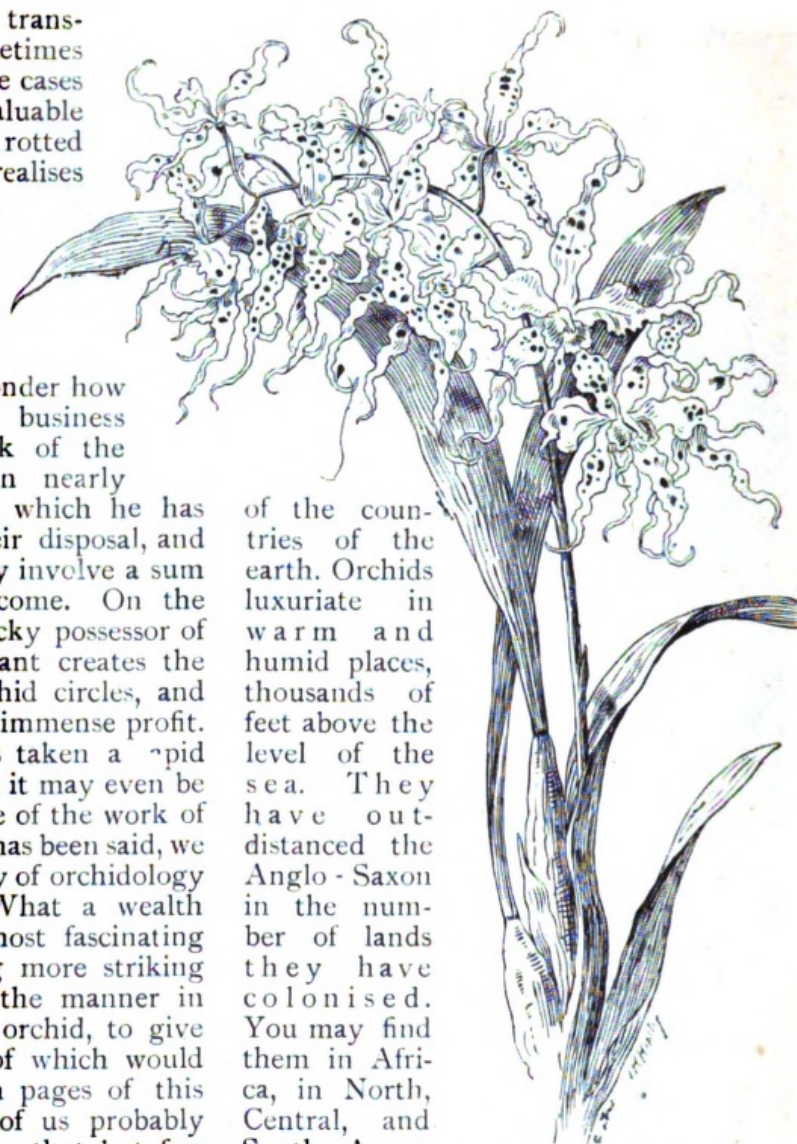 trans-
etimes
e cases
aluable
rotted
realises
onder how
business
k of the
n nearly
which he has
eir disposal, and
y involve a sum
come. On the
cky possessor of
ant creates the
hid circles, and
immense profit.
s taken a apid
it may even be
e of the work of
has been said, we
y of orchidology
What a wealth
nost fascinating
g more striking
the manner in
orchid, to give
of which would
n pages of this
of us probably
of the coun-
tries of the
earth. Orchids
luxuriate in
warm and
humid places,
thousands of
feet above the
level of the
sea. They
have out-
distanced the
Anglo-Saxon
in the num-
ber of lands
they have
colonised.
You may find
them in Afri-
ca, in North,
Central, and